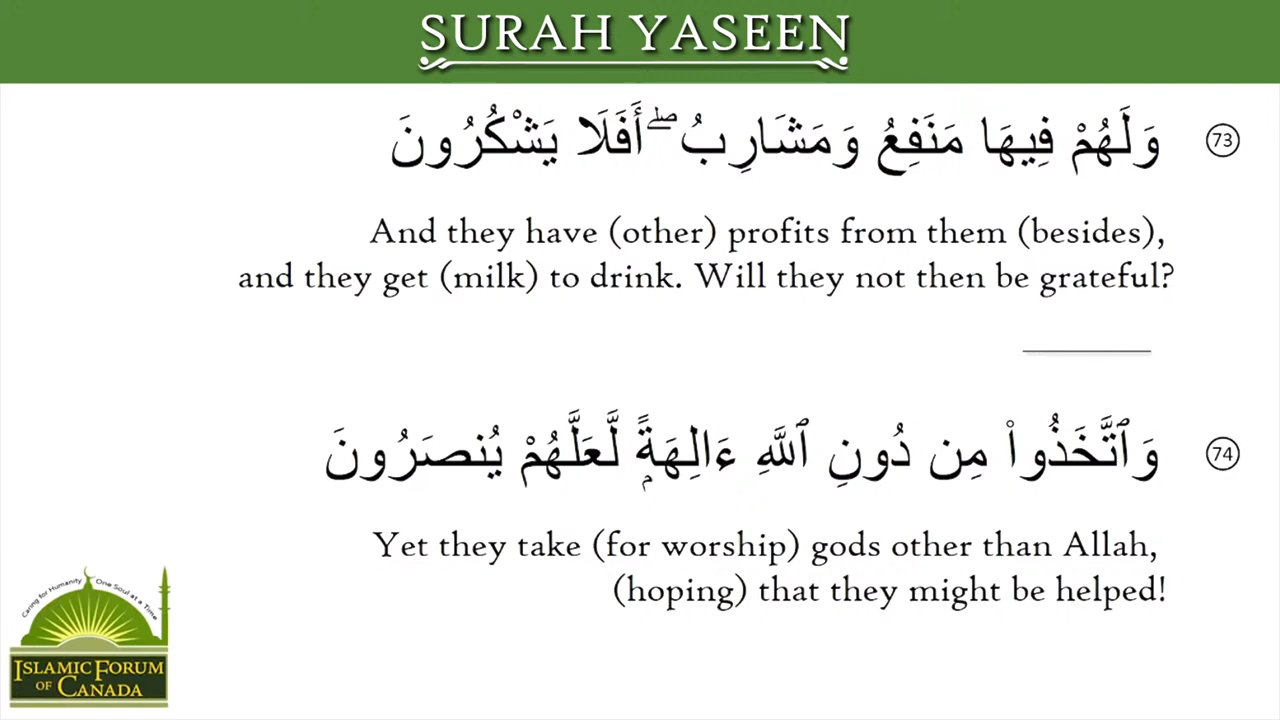 SURAH YASEEN
وَلَهُمْ فِيهَا مَنَفِعُ وَمَشَارِبُ ۖ أَفَلَا يَشْكُرُونَ 73
And they have (other) profits from them (besides),
and they get (milk) to drink. Will they not then be grateful?
وَٱتَّخَذُوا۟ مِن دُونِ ٱللَّهِ ءَالِهَةًۭ لَّعَلَّهُمْ يُنصَرُونَ 74
Yet they take (for worship) gods other than Allah,
(hoping) that they might be helped!
Caring for Humanity One Soul at a Time
ISLAMIC FORUM
OF CANADA